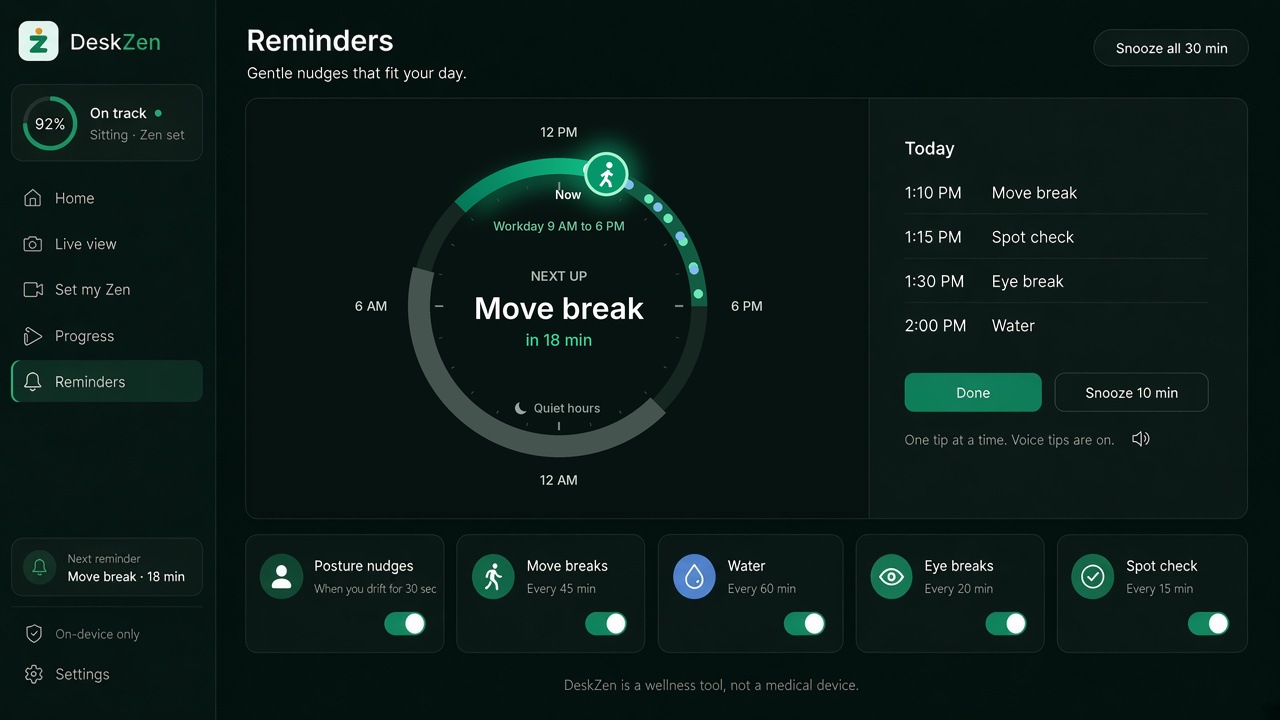 DeskZen
92%
On track
Sitting · Zen set
Home
Live view
Set my Zen
Progress
Reminders
Next reminder
Move break · 18 min
On-device only
Settings
Reminders
Gentle nudges that fit your day.
Snooze all 30 min
12 PM
Now
Workday 9 AM to 6 PM
NEXT UP
6 AM
Move break
6 PM
in 18 min
Quiet hours
12 AM
Today
1:10 PM Move break
1:15 PM Spot check
1:30 PM Eye break
2:00 PM Water
Done
Snooze 10 min
One tip at a time. Voice tips are on.
Posture nudges
When you drift for 30 sec
Move breaks
Every 45 min
Water
Every 60 min
Eye breaks
Every 20 min
Spot check
Every 15 min
DeskZen is a wellness tool, not a medical device.